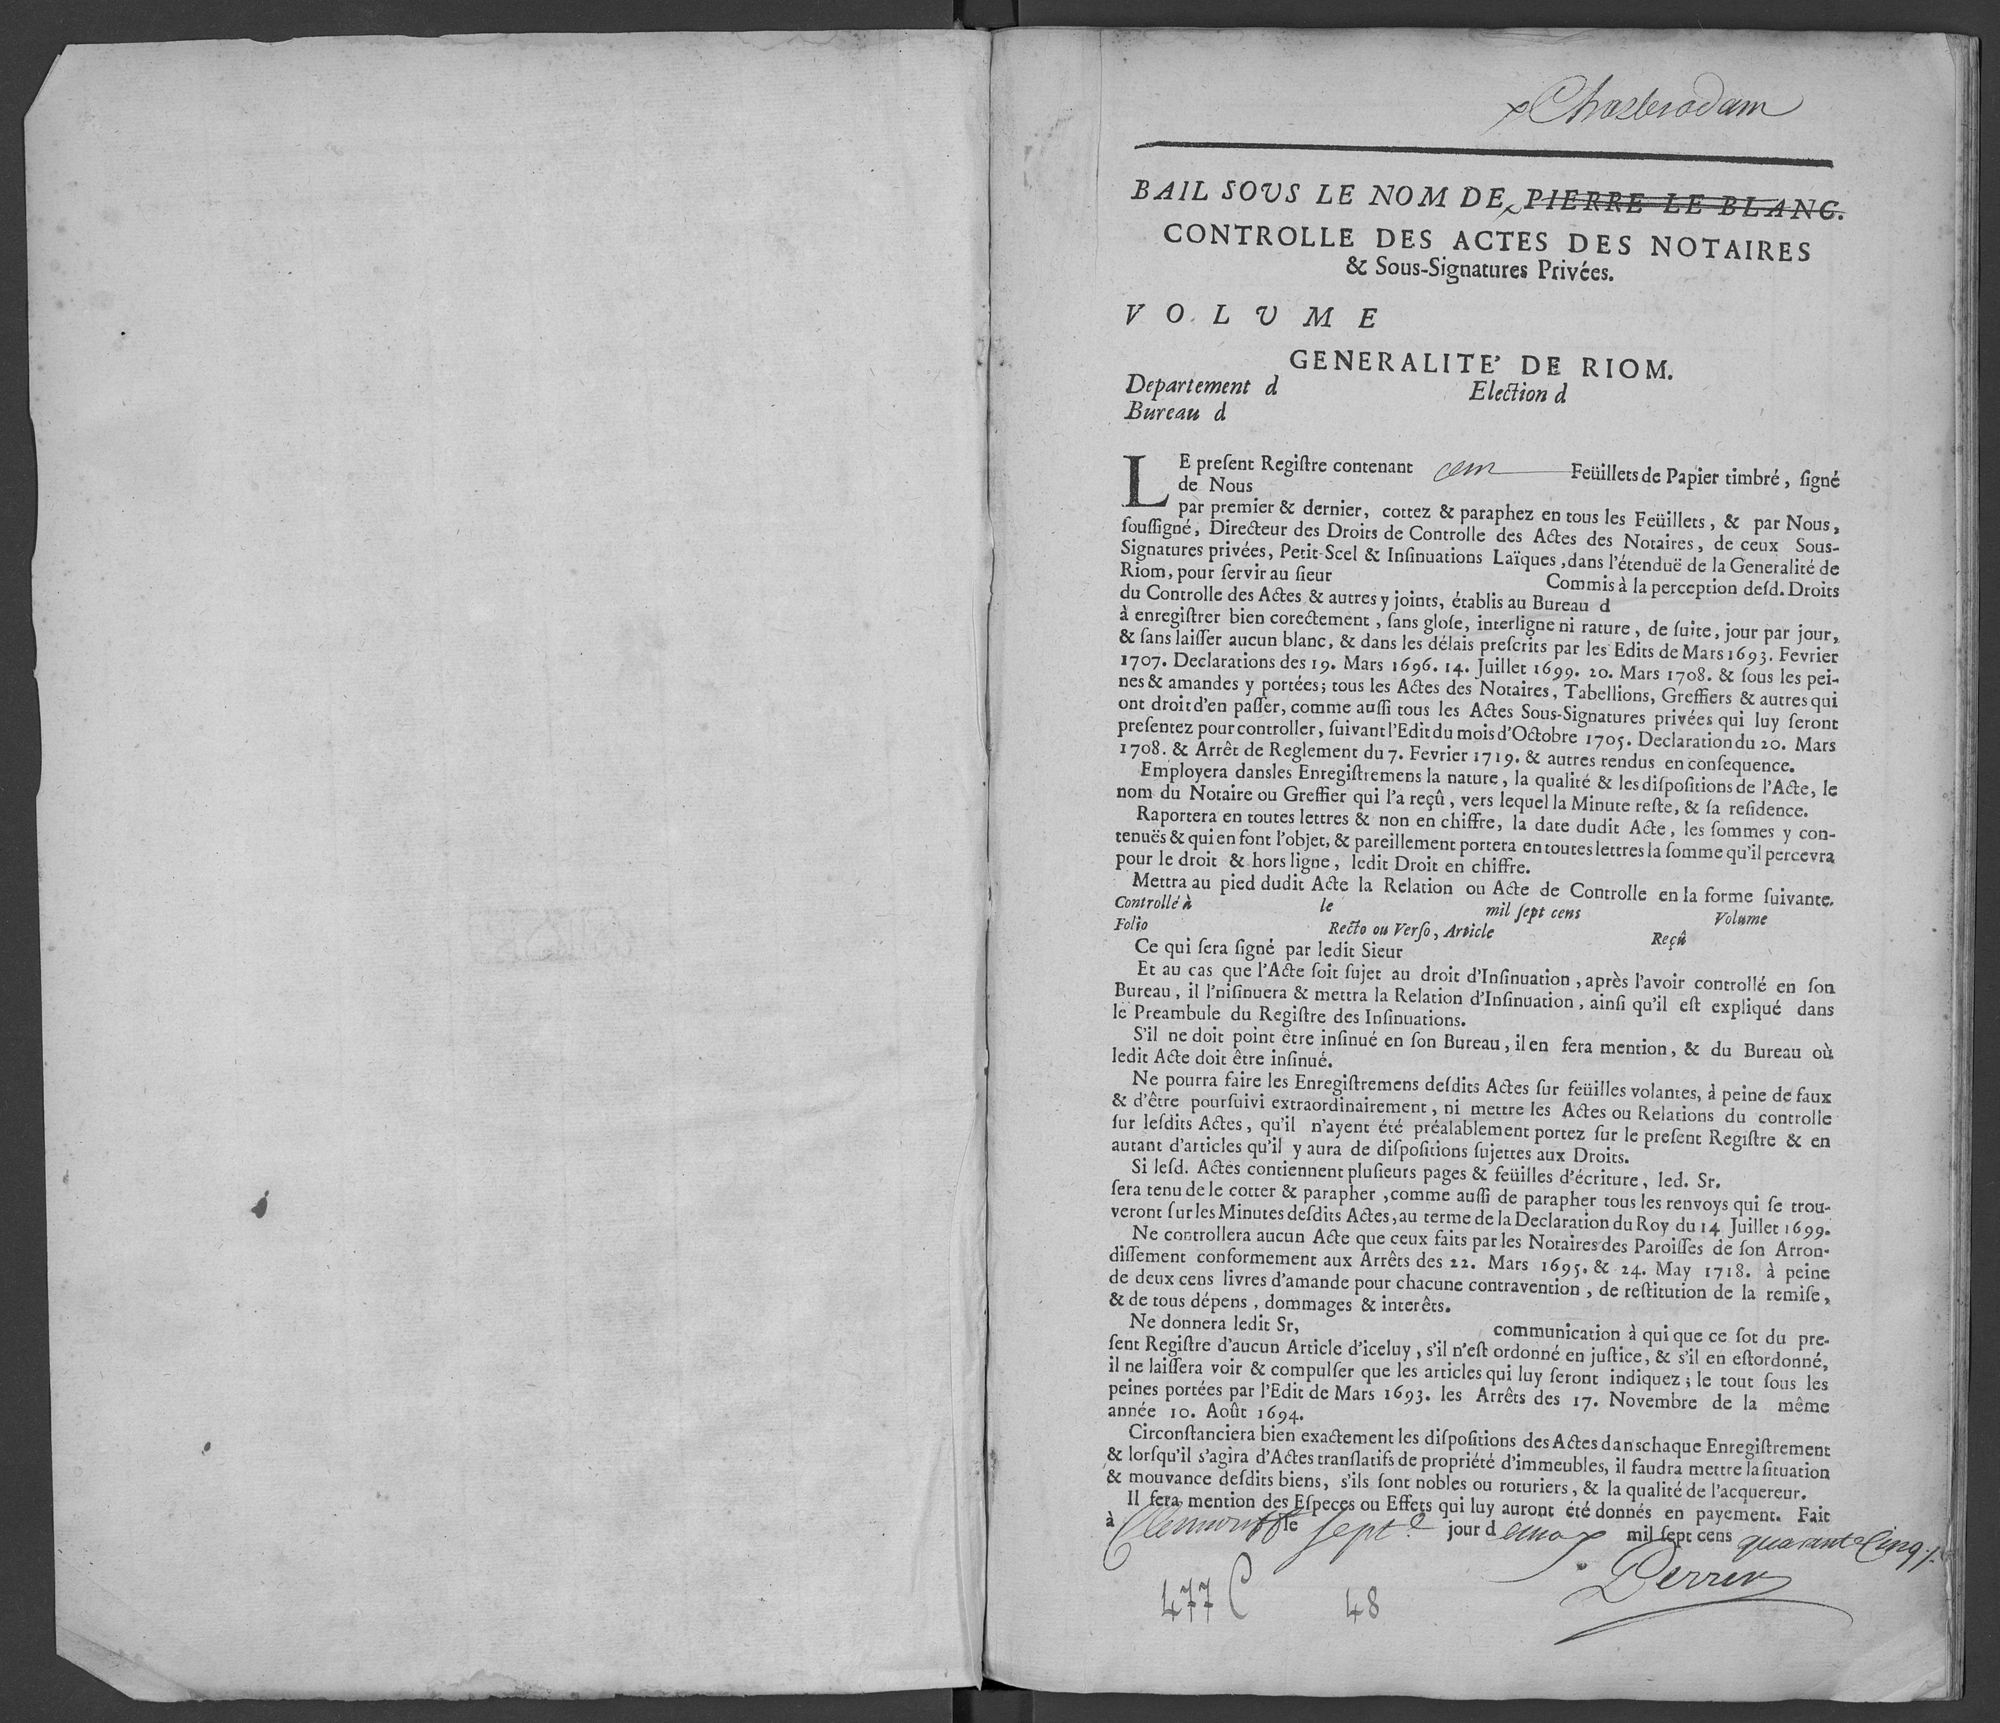 BAIL SOUS LE NOM DE PIERRE LE BLANC.
CONTROLLE DES ACTES DES NOTAIRES
& Sous-Signatures Privées.
VOLUME
GENERALITE' DE RIOM.
Departement d Election d
Bureau d
LE preſent Regiſtre contenant cent Feüillets de Papier timbré, ſigné
de Nous
par premier & dernier, cottez & paraphez en tous les Feüillets, & par Nous,
ſouſſigné, Directeur des Droits de Controlle des Actes des Notaires, de ceux Sous-
Signatures privées, Petit-Scel & Inſinuations Laïques, dans l'étenduë de la Generalité de
Riom, pour ſervir au ſieur Commis à la perception deſd. Droits
du Controlle des Actes & autres y joints, établis au Bureau d
à enregiſtrer bien corectement, ſans gloſe, interligne ni rature, de ſuite, jour par jour,
& ſans laiſſer aucun blanc, & dans les délais preſcrits par les Edits de Mars 1693. Fevrier
1707. Declarations des 19. Mars 1696. 14. Juillet 1699. 20. Mars 1708. & ſous les pei-
nes & amandes y portées; tous les Actes des Notaires, Tabellions, Greffiers & autres qui
ont droit d'en paſſer, comme auſſi tous les Actes Sous-Signatures privées qui luy ſeront
preſentez pour controller, ſuivant l'Edit du mois d'Octobre 1705. Declaration du 20. Mars
1708. & Arrêt de Reglement du 7. Fevrier 1719. & autres rendus en conſequence.
Employera dansles Enregiſtremens la nature, la qualité & les diſpoſitions de l'Acte, le
nom du Notaire ou Greffier qui l'a reçû, vers lequel la Minute reſte, & ſa reſidence.
Raportera en toutes lettres & non en chiffre, la date dudit Acte, les ſommes y con-
tenuës & qui en font l'objet, & pareillement portera en toutes lettres la ſomme qu'il percevra
pour le droit & hors ligne, ledit Droit en chiffre.
Mettra au pied dudit Acte la Relation ou Acte de Controlle en la forme ſuivante.
Controllé à le mil ſept cens Volume
Folio Recto ou Verſo, Article Reçû
Ce qui ſera ſigné par ledit Sieur
Et au cas que l'Acte ſoit ſujet au droit d'Inſinuation, après l'avoir controllé en ſon
Bureau, il l'niſinuera & mettra la Relation d'Inſinuation, ainſi qu'il eſt expliqué dans
le Preambule du Regiſtre des Inſinuations.
S'il ne doit point être inſinué en ſon Bureau, il en fera mention, & du Bureau où
ledit Acte doit être inſinué.
Ne pourra faire les Enregiſtremens deſdits Actes ſur feüilles volantes, à peine de faux
& d'être pourſuivi extraordinairement, ni mettre les Actes ou Relations du controlle
ſur leſdits Actes, qu'il n'ayent été préalablement portez ſur le preſent Regiſtre & en
autant d'articles qu'il y aura de diſpoſitions ſujettes aux Droits.
Si leſd. Actes contiennent pluſieurs pages & feüilles d'écriture, led. Sr.
ſera tenu de le cotter & parapher, comme auſſi de parapher tous les renvoys qui ſe trou-
veront ſur les Minutes deſdits Actes, au terme de la Declaration du Roy du 14 Juillet 1699.
Ne controllera aucun Acte que ceux faits par les Notaires des Paroiſſes de ſon Arron-
diſſement conformement aux Arrêts des 22. Mars 1695. & 24. May 1718. à peine
de deux cens livres d'amande pour chacune contravention, de reſtitution de la remiſe,
& de tous dépens, dommages & interêts.
Ne donnera ledit Sr, communication à qui que ce ſot du pre-
ſent Regiſtre d'aucun Article d'iceluy, s'il n'eſt ordonné en juſtice, & s'il en eſtordonné,
il ne laiſſera voir & compulſer que les articles qui luy ſeront indiquez; le tout ſous les
peines portées par l'Edit de Mars 1693. les Arrêts des 17. Novembre de la même
année 10. Août 1694.
Circonſtanciera bien exactement les diſpoſitions des Actes danschaque Enregiſtrement
& lorſqu'il s'agira d'Actes tranſlatifs de propriété d'immeubles, il faudra mettre la ſituation
& mouvance deſdits biens, s'ils ſont nobles ou roturiers, & la qualité de l'acquereur.
Il ſera mention des Eſpeces ou Effets qui luy auront été donnés en payement. Fait
à le sept.e jour d mil ſept cens quarante Cinq
477 C 48